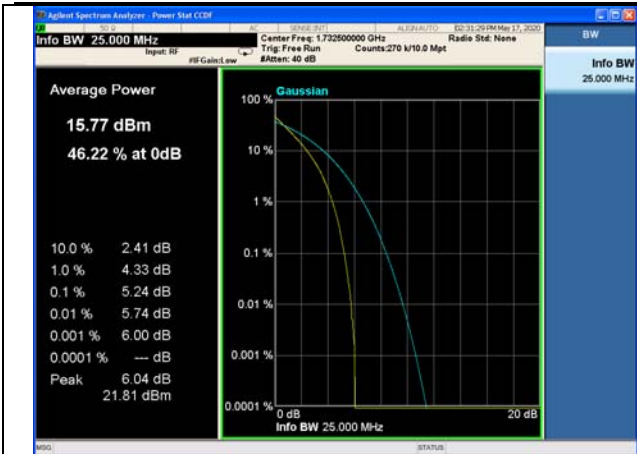 Agilent Spectrum Analyzer - Power Stat CCDF
50 Ω AC SENSE:INT ALIGNAUTO 02:31:29 PM May 17, 2020
Info BW 25.000 MHz
Center Freq: 1.732500000 GHz Radio Std: None
Input: RF Trig: Free Run Counts:270 k/10.0 Mpt
#IFGain:Low #Atten: 40 dB
BW
Info BW
25.000 MHz
Average Power
15.77 dBm
46.22 % at 0dB
10.0 % 2.41 dB
1.0 % 4.33 dB
0.1 % 5.24 dB
0.01 % 5.74 dB
0.001 % 6.00 dB
0.0001 % --- dB
Peak 6.04 dB
21.81 dBm
Gaussian
100 %
10 %
1 %
0.1 %
0.01 %
0.001 %
0.0001 %
0 dB 20 dB
Info BW 25.000 MHz
MSG STATUS